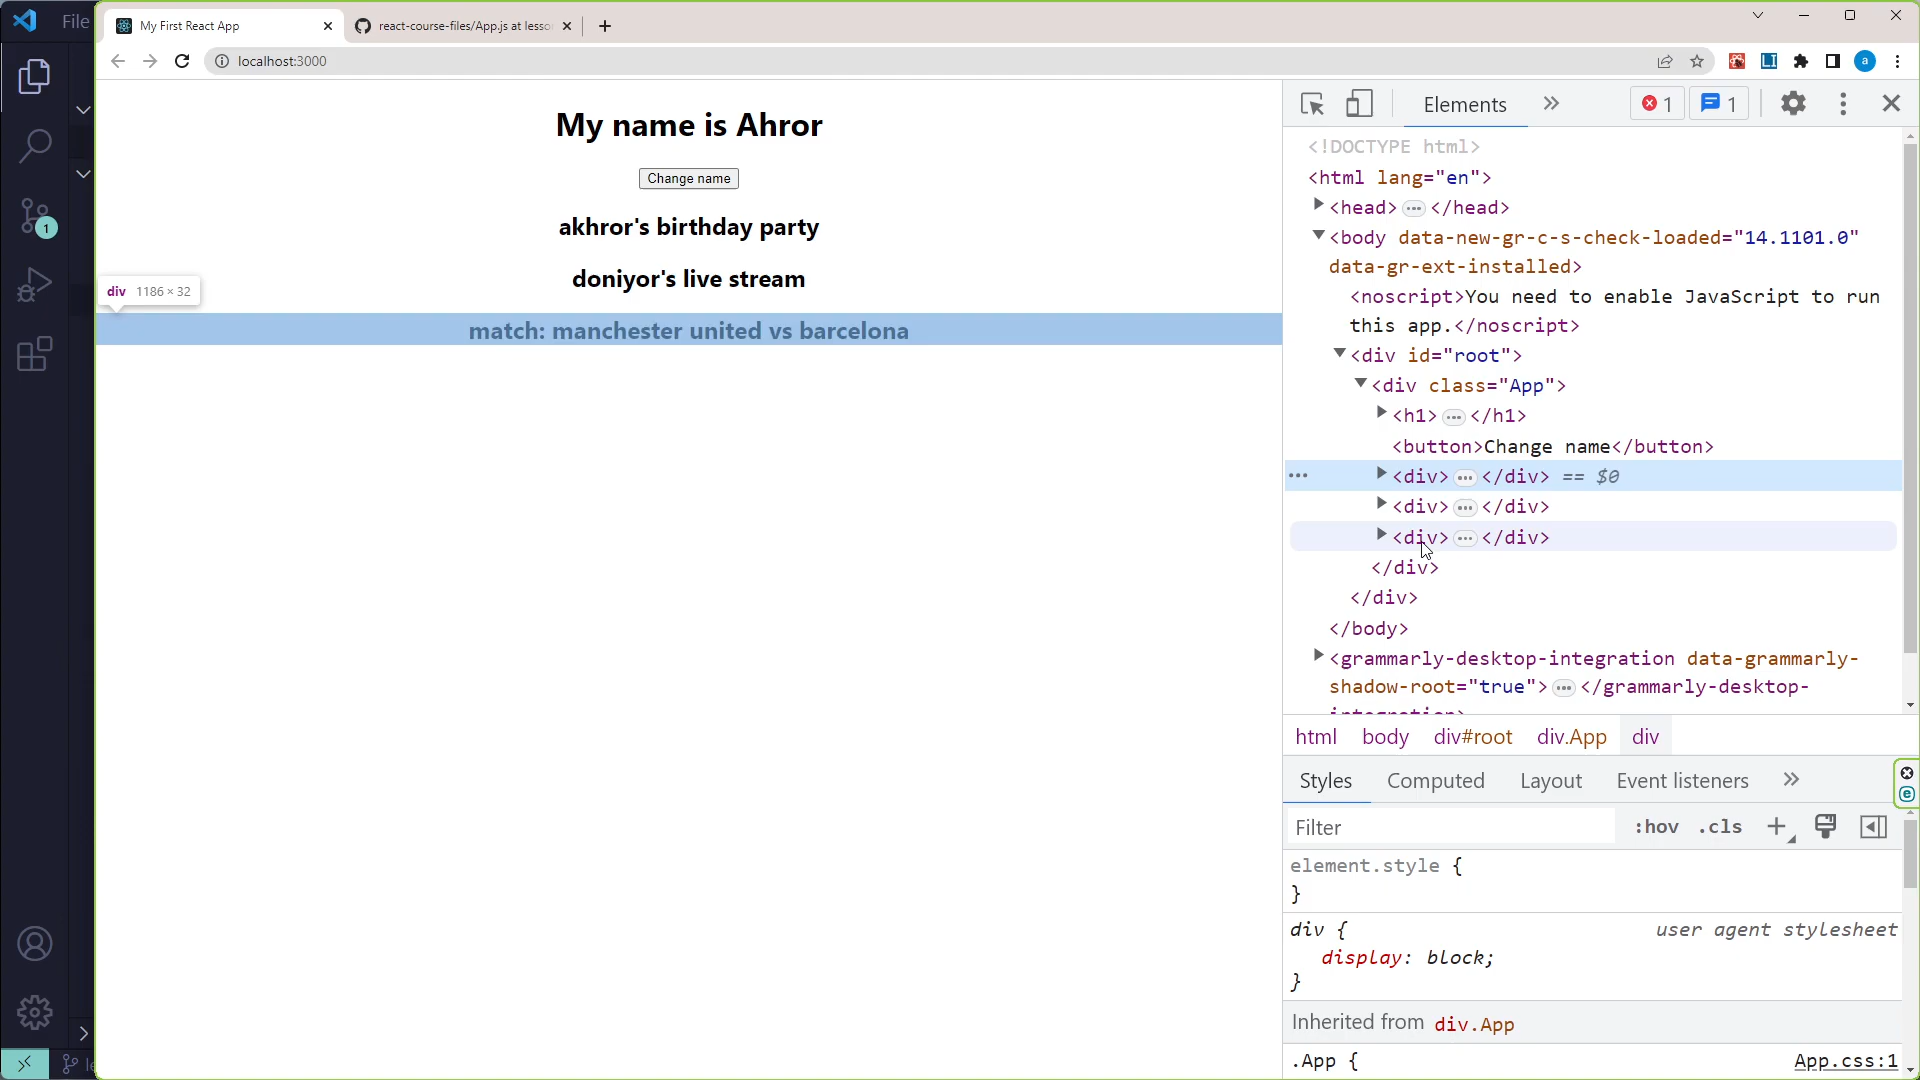 File
My First React App
react-course-files/App.js at lesso
localhost:3000
a
My name is Ahror
Change name
akhror's birthday party
doniyor's live stream
div 1186 × 32
match: manchester united vs barcelona
1
Elements
1
1
<!DOCTYPE html>
<html lang="en">
<head> … </head>
<body data-new-gr-c-s-check-loaded="14.1101.0"
data-gr-ext-installed>
<noscript>You need to enable JavaScript to run
this app.</noscript>
<div id="root">
<div class="App">
<h1> … </h1>
<button>Change name</button>
… <div> … </div> == $0
<div> … </div>
<div> … </div>
</div>
</div>
</body>
<grammarly-desktop-integration data-grammarly-
shadow-root="true"> … </grammarly-desktop-
integration>
html body div#root div.App div
Styles Computed Layout Event listeners
Filter
:hov .cls
element.style {
}
div {
user agent stylesheet
display: block;
}
Inherited from div.App
.App {
App.css:1